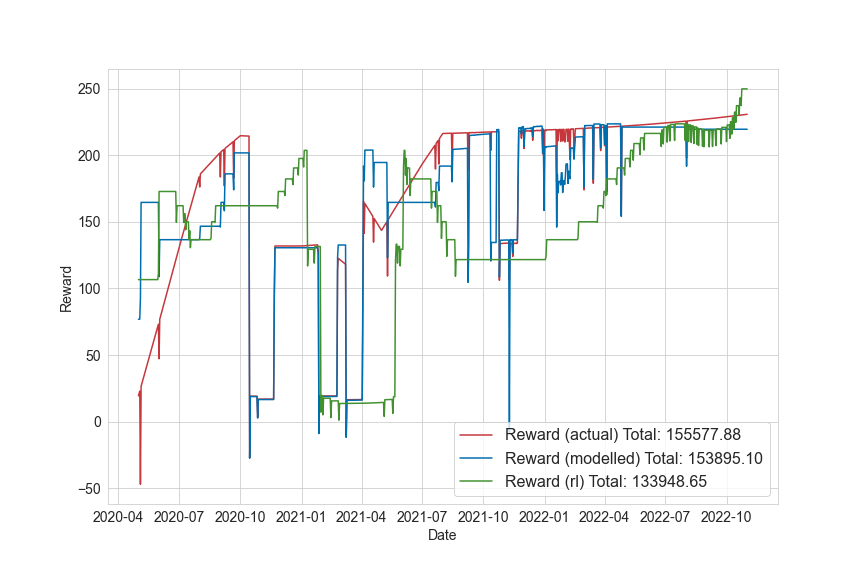 250
200
150
100
50
0
−50
Reward
2020-04 2020-07 2020-10 2021-01 2021-04 2021-07 2021-10 2022-01 2022-04 2022-07 2022-10
Date
Reward (actual) Total: 155577.88
Reward (modelled) Total: 153895.10
Reward (rl) Total: 133948.65